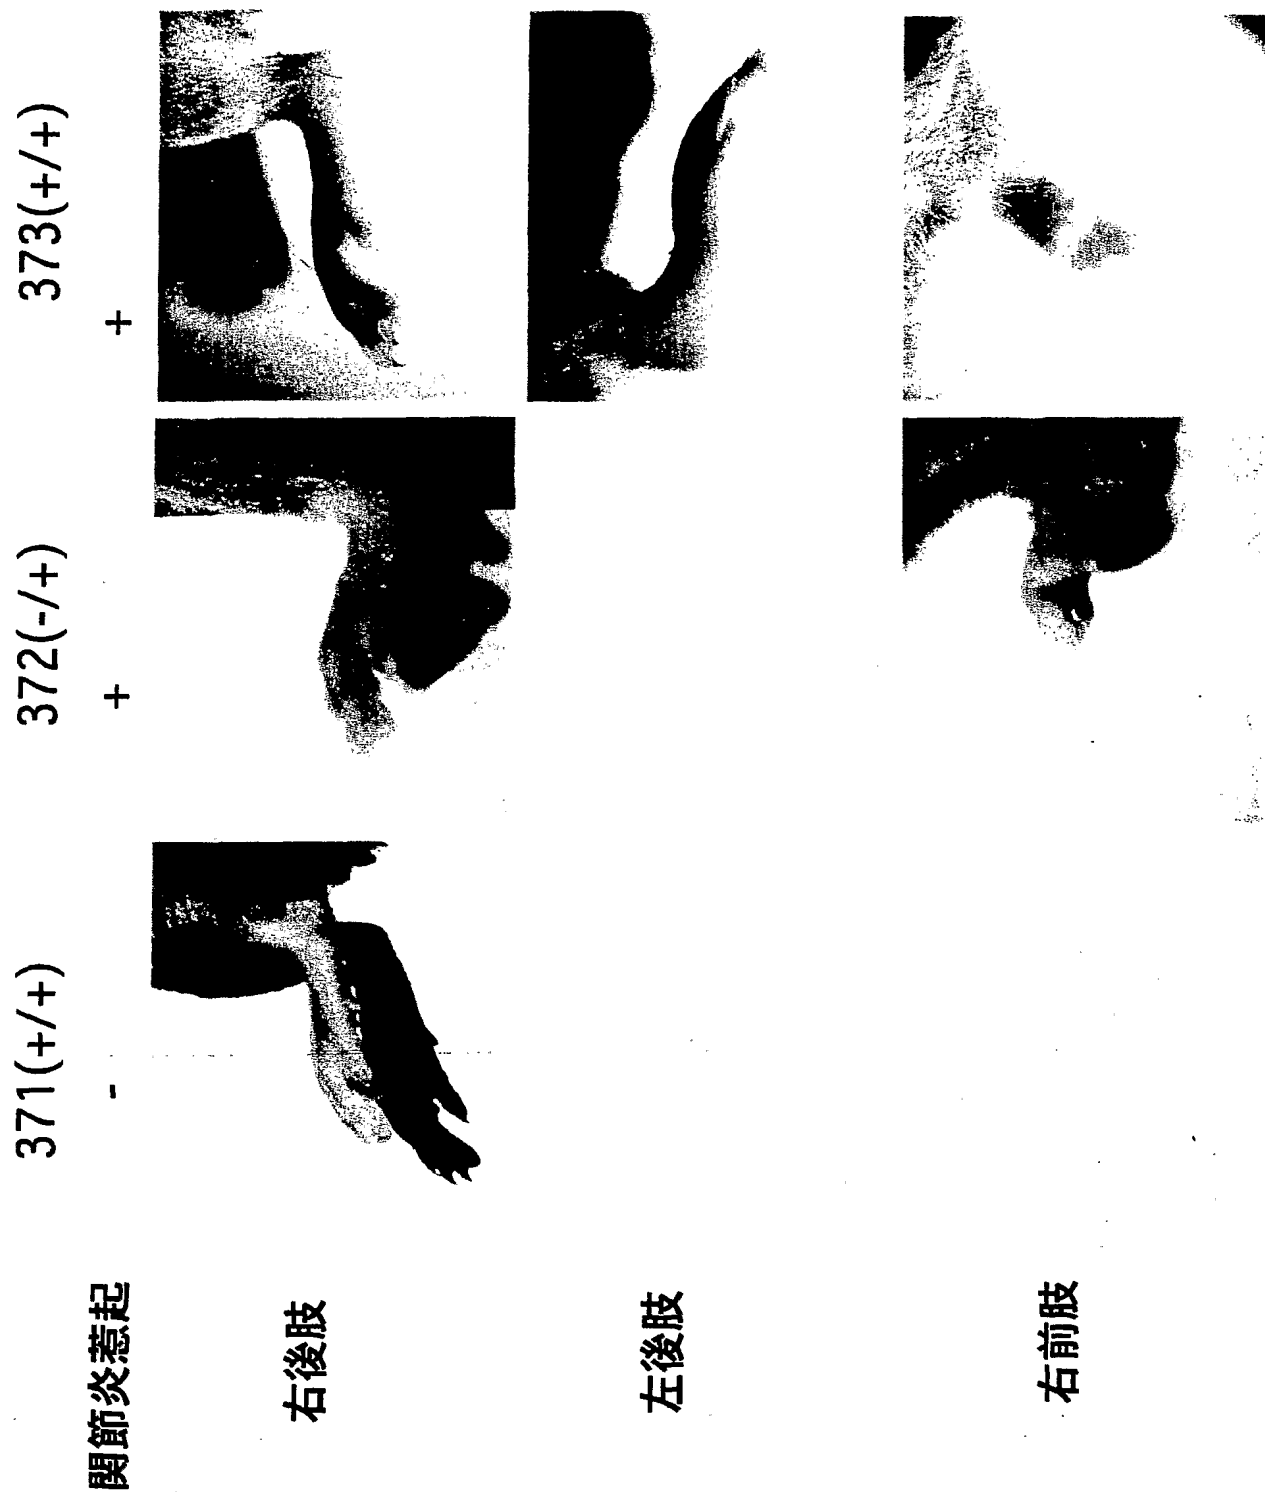 371(+/+) 372(-/+) 373(+/+)
関節炎惹起 - + +
右後肢
左後肢
右前肢